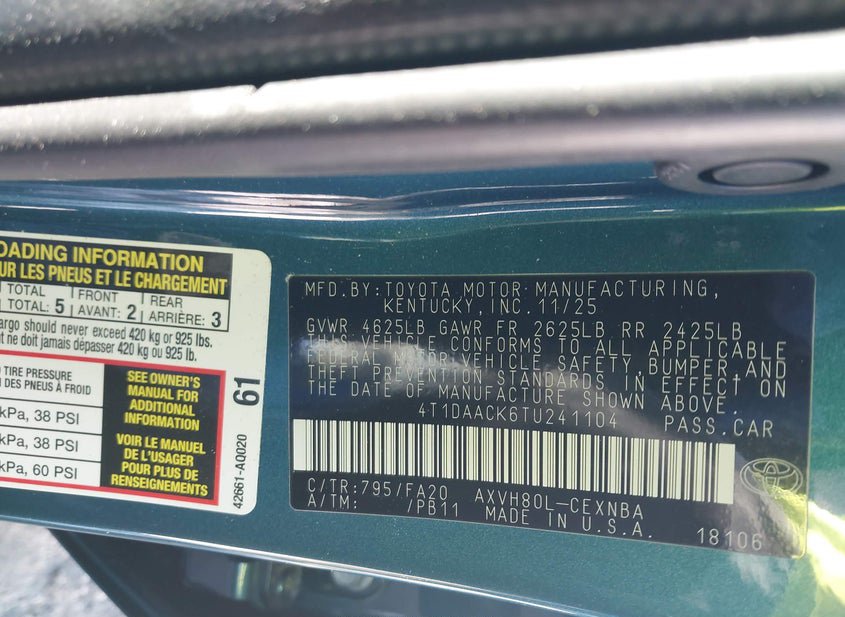 OADING INFORMATION
UR LES PNEUS ET LE CHARGEMENT
TOTAL FRONT REAR
TOTAL: 5 AVANT: 2 ARRIÈRE: 3
argo should never exceed 420 kg or 925 lbs.
t ne doit jamais dépasser 420 kg ou 925 lb.
TIRE PRESSURE
DES PNEUS À FROID
kPa, 38 PSI
kPa, 38 PSI
kPa, 60 PSI
SEE OWNER'S
MANUAL FOR
ADDITIONAL
INFORMATION
VOIR LE MANUEL
DE L'USAGER
POUR PLUS DE
RENSEIGNEMENTS
61
42661-AQ020
MFD.BY:TOYOTA MOTOR MANUFACTURING,
KENTUCKY,INC.11/25
GVWR 4625LB GAWR FR 2625LB RR 2425LB
THIS VEHICLE CONFORMS TO ALL APPLICABLE
FEDERAL MOTOR VEHICLE SAFETY,BUMPER,AND
THEFT PREVENTION STANDARDS IN EFFECT ON
THE DATE OF MANUFACTURE SHOWN ABOVE.
4T1DAACK6TU241104 PASS.CAR
C/TR:795/FA20 AXVH80L-CEXNBA
A/TM: /PB11 MADE IN U.S.A.
18106